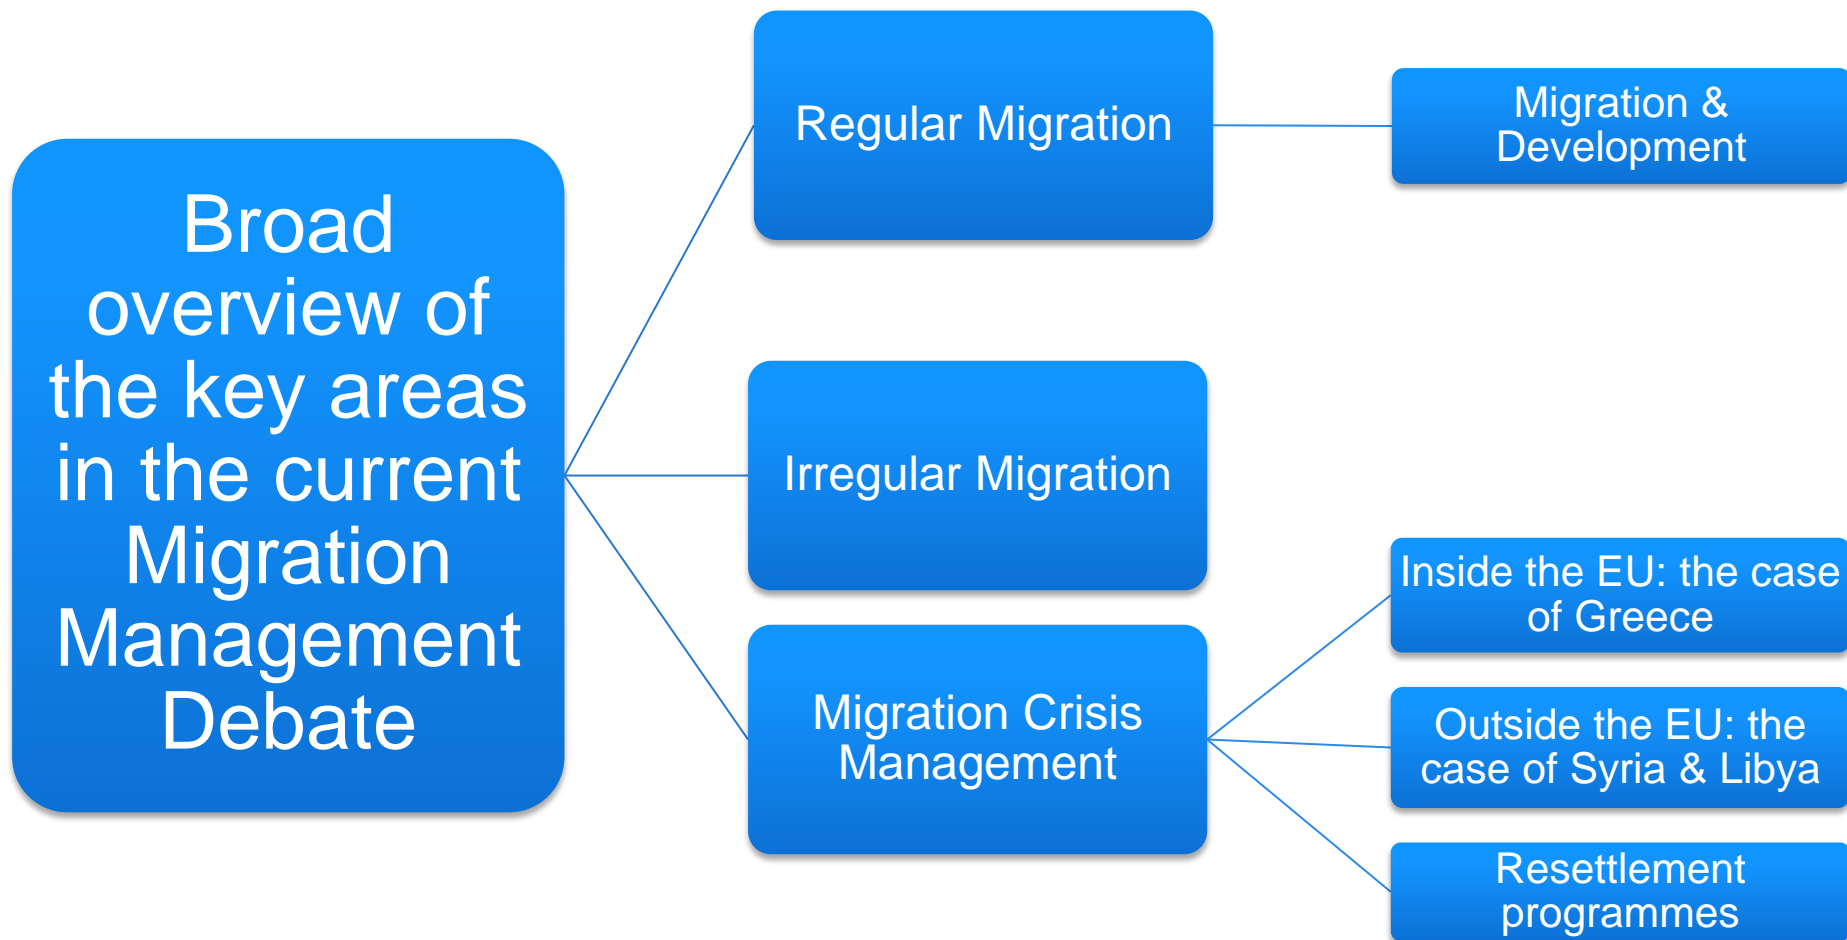 Broad
overview of
the key areas
in the current
Migration
Management
Debate
Regular Migration
Migration &
Development
Irregular Migration
Migration Crisis
Management
Inside the EU: the case
of Greece
Outside the EU: the
case of Syria & Libya
Resettlement
programmes